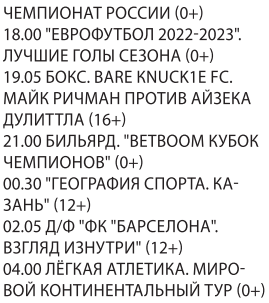 ЧЕМПИОНАТ РОССИИ (0+)
18.00 "ЕВРОФУТБОЛ 2022-2023".
ЛУЧШИЕ ГОЛЫ СЕЗОНА (0+)
19.05 БОКС. BARE KNUCK1E FC.
МАЙК РИЧМАН ПРОТИВ АЙЗЕКА
ДУЛИТТЛА (16+)
21.00 БИЛЬЯРД. "BETBOOM КУБОК
ЧЕМПИОНОВ" (0+)
00.30 "ГЕОГРАФИЯ СПОРТА. КА-
ЗАНЬ" (12+)
02.05 Д/Ф "ФК "БАРСЕЛОНА".
ВЗГЛЯД ИЗНУТРИ" (12+)
04.00 ЛЁГКАЯ АТЛЕТИКА. МИРО-
ВОЙ КОНТИНЕНТАЛЬНЫЙ ТУР (0+)